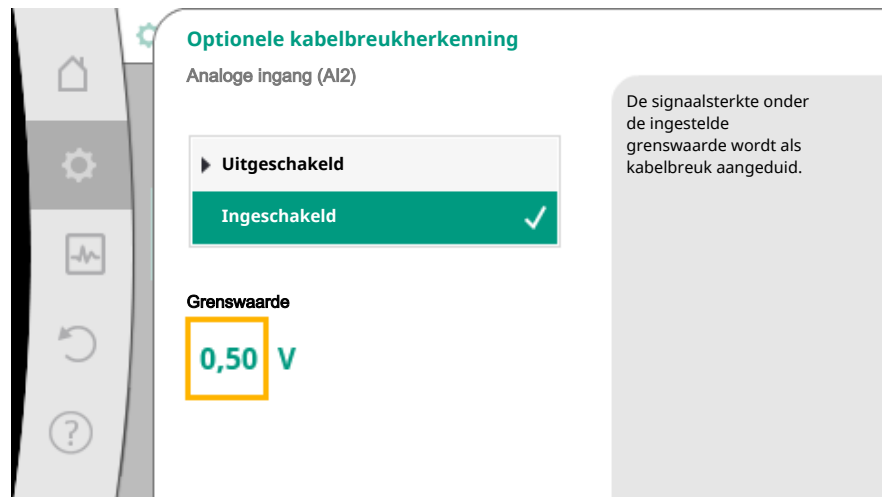 Optionele kabelbreukherkenning
Analoge ingang (AI2)
Uitgeschakeld
Ingeschakeld
Grenswaarde
0,50 V
De signaalsterkte onder
de ingestelde
grenswaarde wordt als
kabelbreuk aangeduid.
?